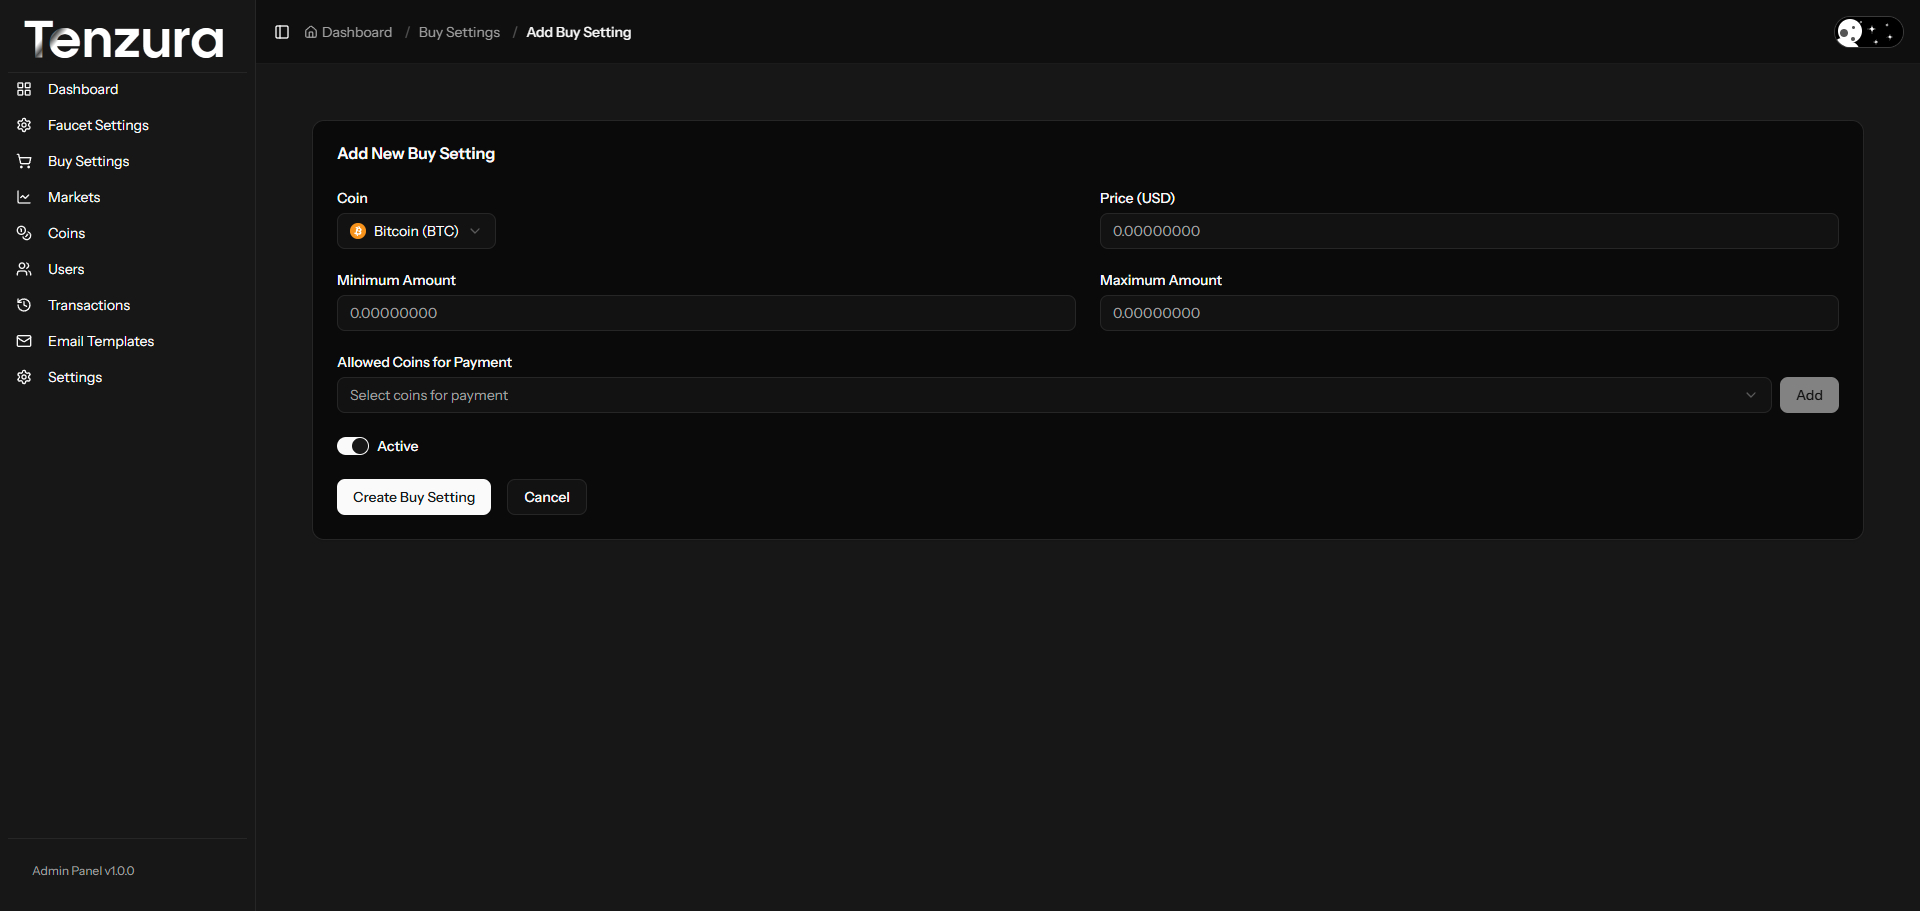 Tenzura
Dashboard / Buy Settings / Add Buy Setting
Dashboard
Faucet Settings
Buy Settings
Markets
Coins
Users
Transactions
Email Templates
Settings
Admin Panel v1.0.0
Add New Buy Setting
Coin
Bitcoin (BTC)
Price (USD)
0.00000000
Minimum Amount
0.00000000
Maximum Amount
0.00000000
Allowed Coins for Payment
Select coins for payment
Add
Active
Create Buy Setting
Cancel